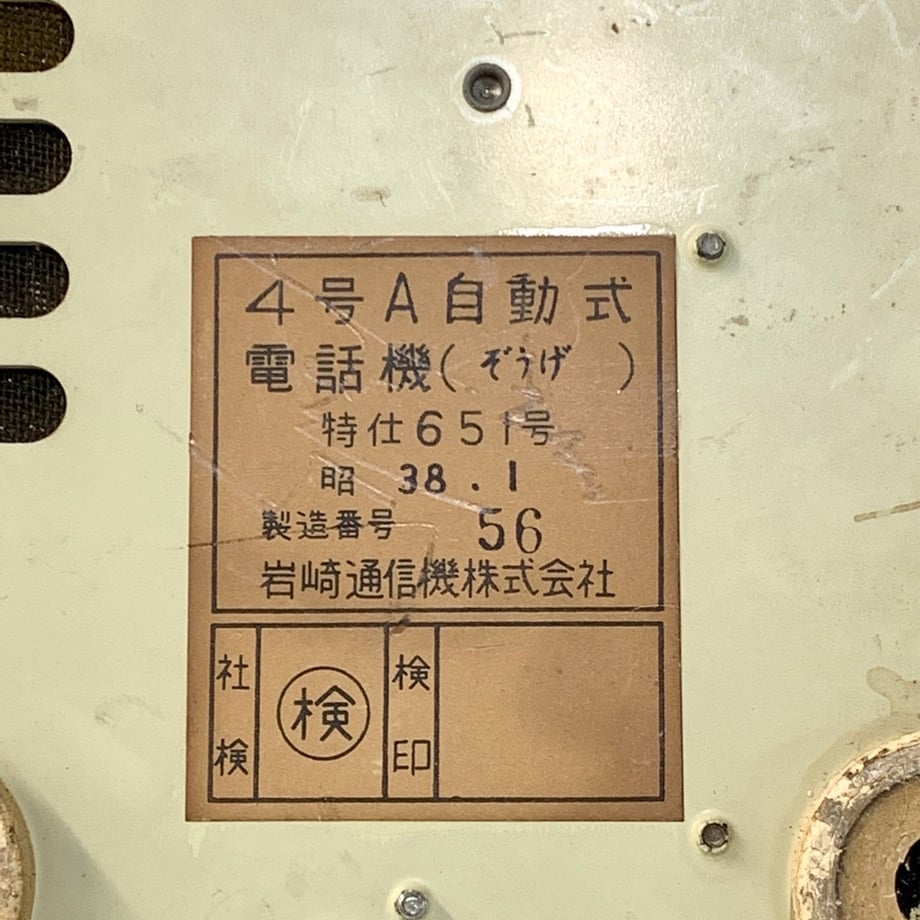 4号A自動式
電話機(ぞうげ)
特仕651号
昭 38.1
製造番号 56
岩崎通信機株式会社
社検
検
検印